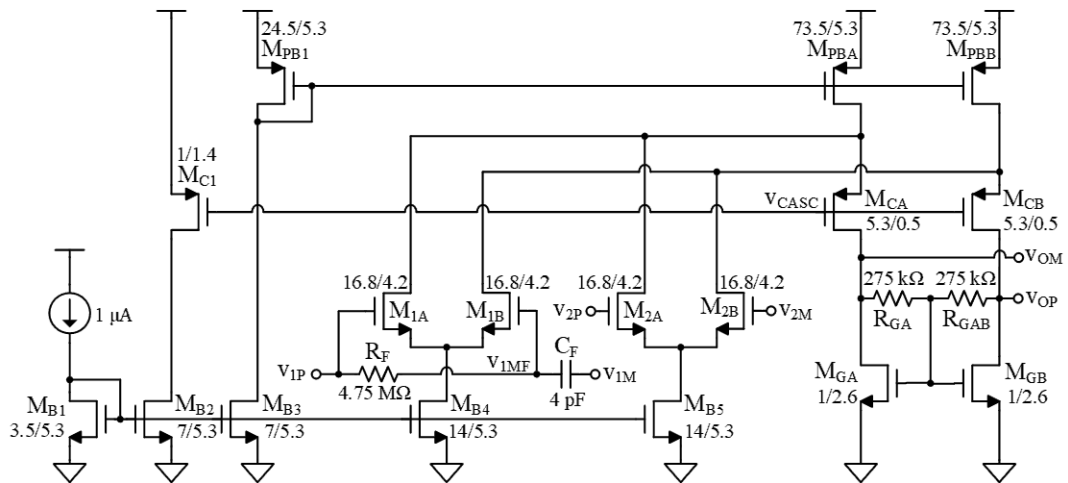 24.5/5.3
M_PB1
73.5/5.3
M_PBA
73.5/5.3
M_PBB
1/1.4
M_C1
V_CASC
M_CA
5.3/0.5
M_CB
5.3/0.5
V_OM
16.8/4.2
16.8/4.2
16.8/4.2
16.8/4.2
275 kΩ
275 kΩ
1 μA
M_1A
M_1B
V_2P
M_2A
M_2B
V_2M
V_OP
R_GA
R_GAB
V_1P
R_F
4.75 MΩ
V_1MF
C_F
4 pF
V_1M
M_GA
1/2.6
M_GB
1/2.6
M_B1
3.5/5.3
M_B2
7/5.3
M_B3
7/5.3
M_B4
14/5.3
M_B5
14/5.3